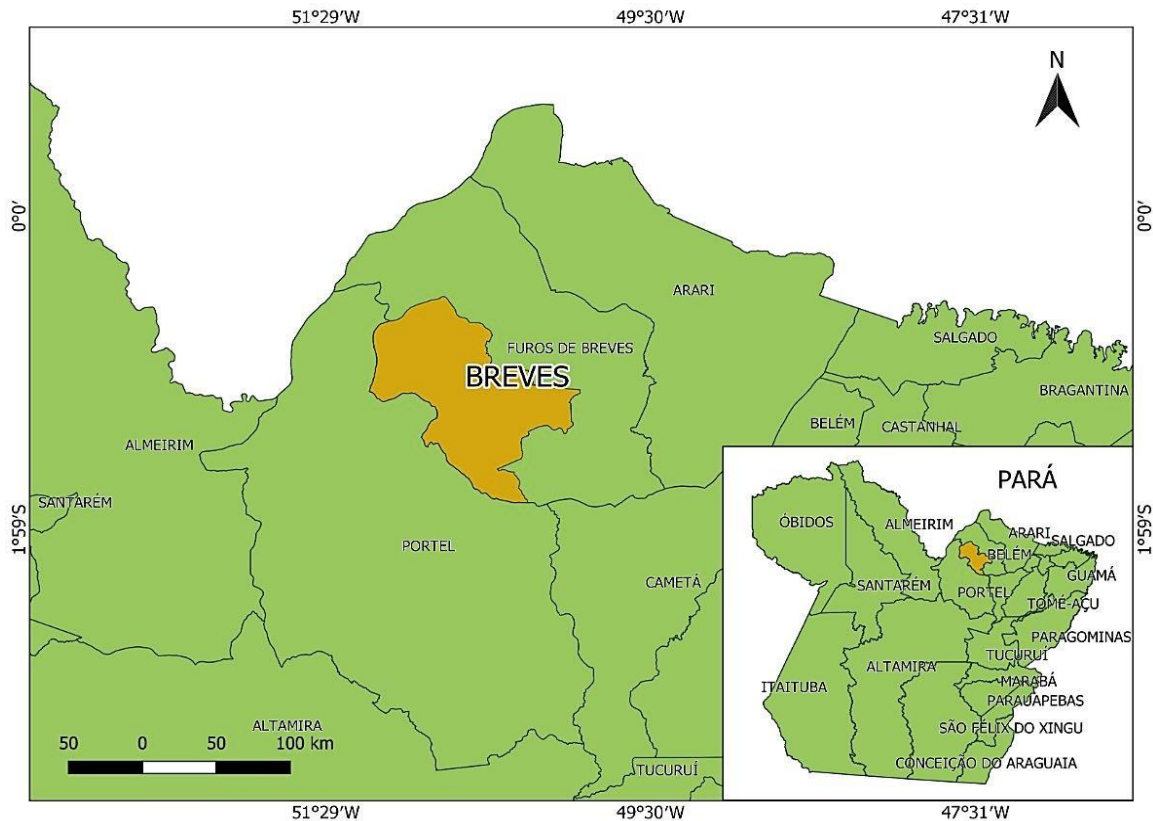 51°29′W 49°30′W 47°31′W
N
0°0′ 0°0′
ARARI
SALGADO
FUROS DE BREVES
BREVES
BRAGANTINA
BELÉM CASTANHAL
ALMEIRIM
SANTARÉM
PARÁ
1°59′S 1°59′S
PORTEL
CAMETÁ
ALTAMIRA
TUCURUÍ
50 0 50 100 km
ÓBIDOS
ALMEIRIM
ARARI
SALGADO
BELÉM
GUAMÁ
SANTARÉM
PORTEL
TOMÉ-AÇU
PARAGOMINAS
TUCURUÍ
ALTAMIRA
MARABÁ
ITAITUBA
PARAUAPEBAS
SÃO FÉLIX DO XINGU
CONCEIÇÃO DO ARAGUAIA
51°29′W 49°30′W 47°31′W